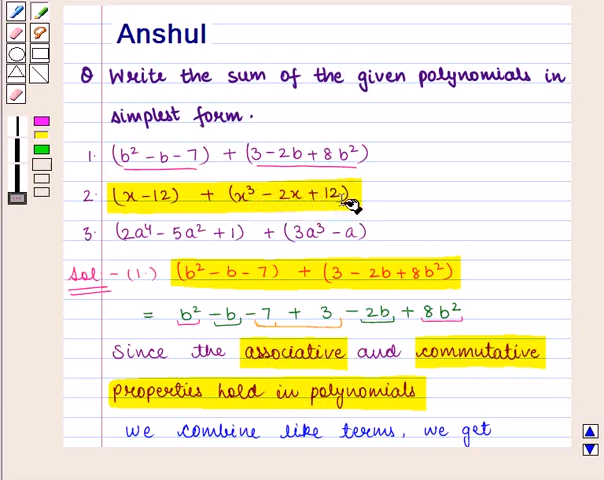 Anshul
Q Write the sum of the given polynomials in
simplest form.
1. (b² - b - 7) + (3 - 2b + 8b²)
2. (x - 12) + (x³ - 2x + 12)
3. (2a⁴ - 5a² + 1) + (3a³ - a)
Sol - (1.) (b² - b - 7) + (3 - 2b + 8b²)
= b² - b - 7 + 3 - 2b + 8b²
Since the associative and commutative
properties hold in polynomials
We combine like terms, we get